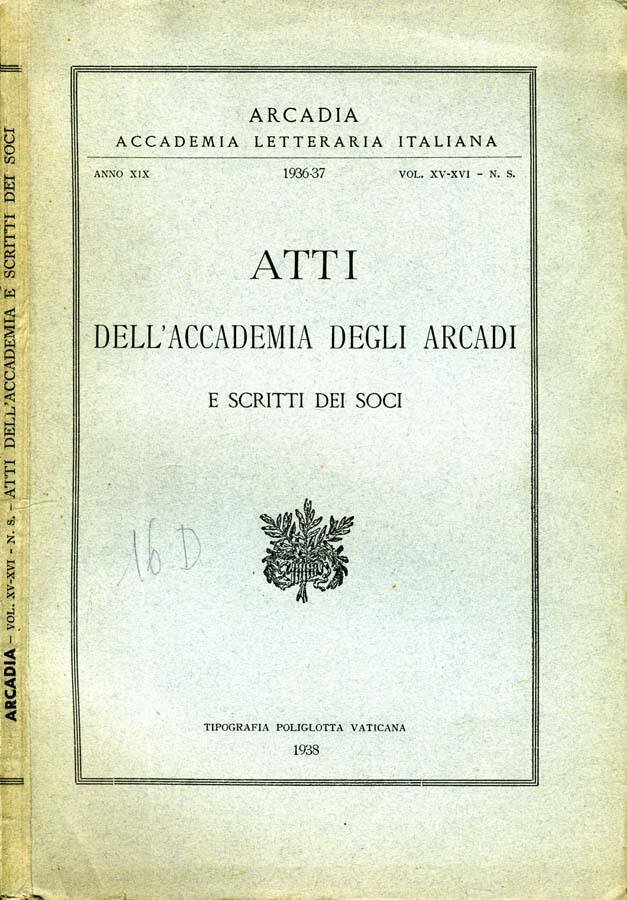 ARCADIA
ACCADEMIA LETTERARIA ITALIANA
ANNO XIX 1936-37 VOL. XV-XVI – N. S.
ATTI
DELL'ACCADEMIA DEGLI ARCADI
E SCRITTI DEI SOCI
16 D
TIPOGRAFIA POLIGLOTTA VATICANA
1938
ARCADIA – VOL. XV-XVI - N. S. – ATTI DELL'ACCADEMIA E SCRITTI DEI SOCI